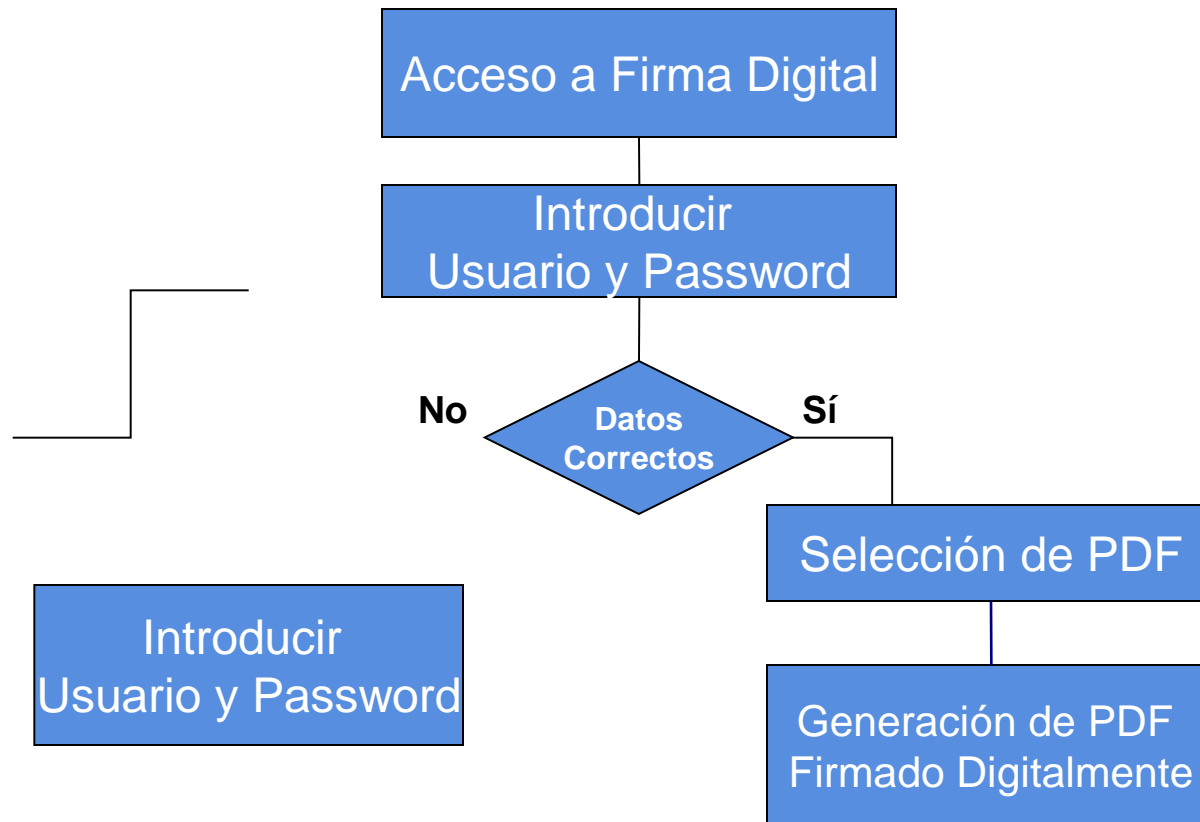 Acceso a Firma Digital
Introducir
Usuario y Password
No
Datos
Correctos
Sí
Selección de PDF
Introducir
Usuario y Password
Generación de PDF
Firmado Digitalmente